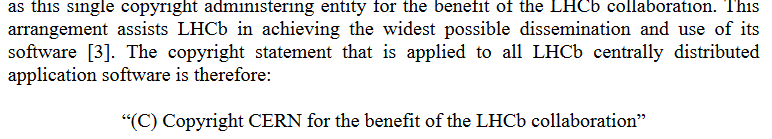 as this single copyright administering entity for the benefit of the LHCb collaboration. This
arrangement assists LHCb in achieving the widest possible dissemination and use of its
software [3]. The copyright statement that is applied to all LHCb centrally distributed
application software is therefore:
“(C) Copyright CERN for the benefit of the LHCb collaboration”